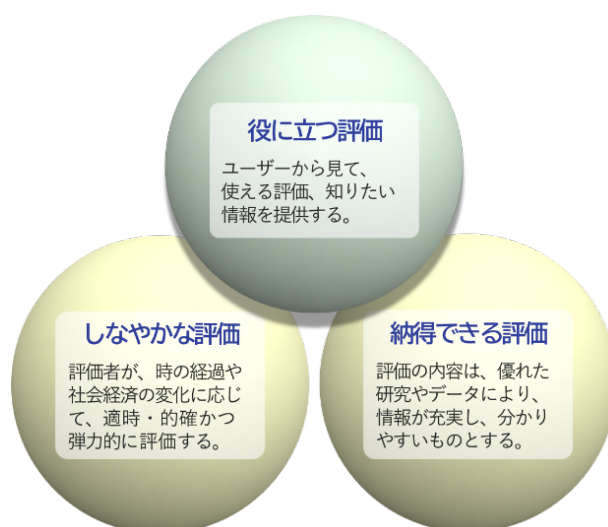 役に立つ評価
ユーザーから見て、
使える評価、知りたい
情報を提供する。
しなやかな評価
評価者が、時の経過や
社会経済の変化に応じ
て、適時・的確かつ
弾力的に評価する。
納得できる評価
評価の内容は、優れた
研究やデータにより、
情報が充実し、分かり
やすいものとする。